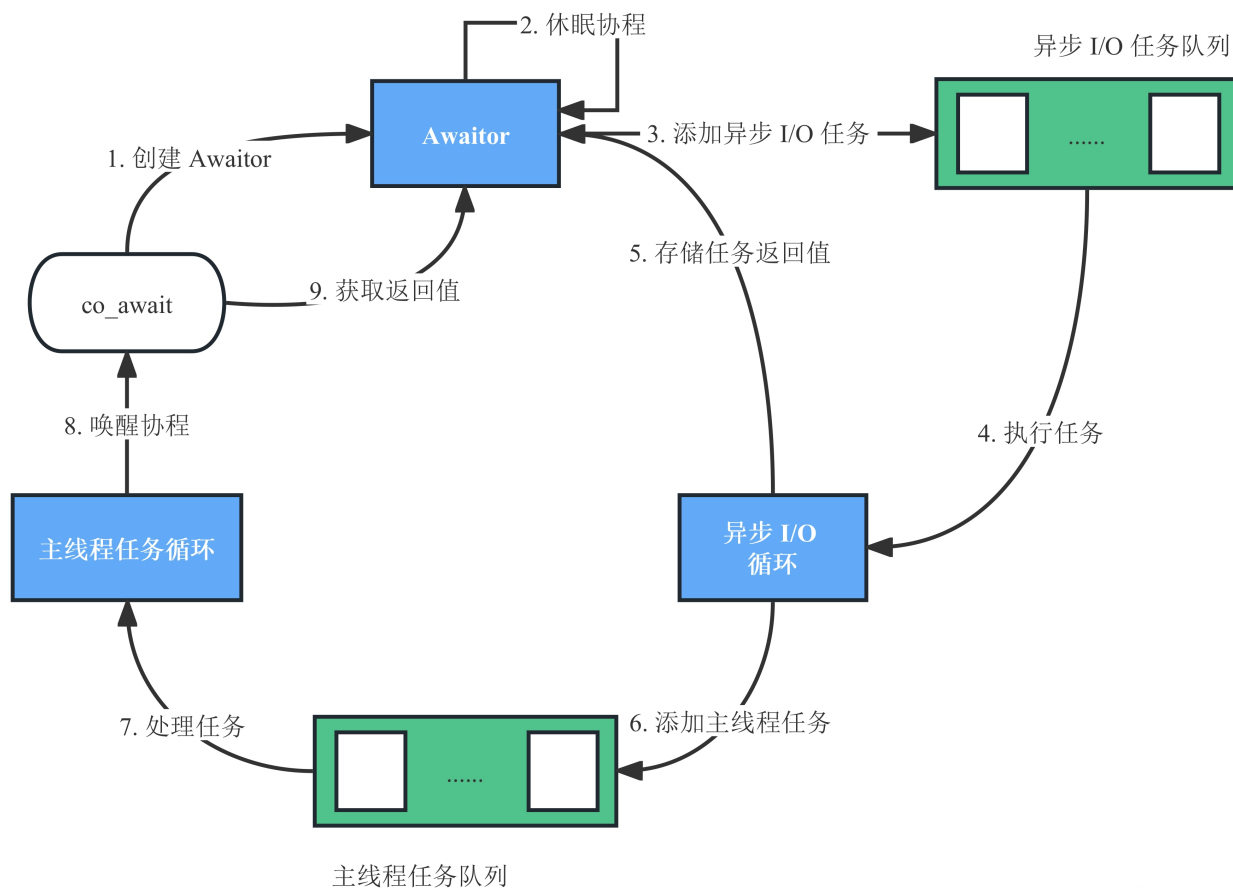 2. 休眠协程
异步 I/O 任务队列
Awaitor
3. 添加异步 I/O 任务
......
1. 创建 Awaitor
5. 存储任务返回值
9. 获取返回值
co_await
8. 唤醒协程
4. 执行任务
主线程任务循环
异步 I/O
循环
7. 处理任务
6. 添加主线程任务
......
主线程任务队列